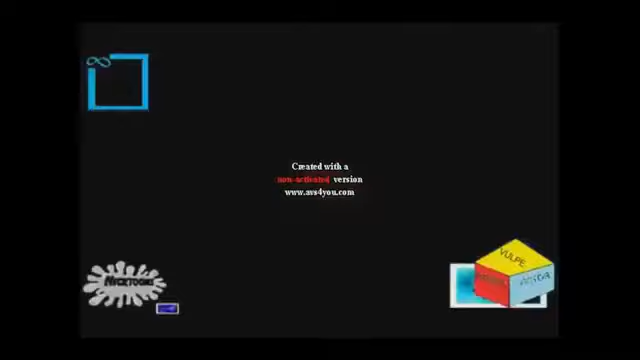 Created with a
non-activated version
www.avs4you.com
NICKTOONS
VULPE